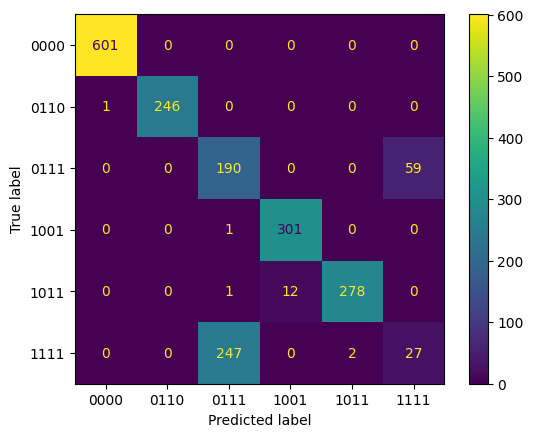 0000 601 0 0 0 0 0
0110 1 246 0 0 0 0
0111 0 0 190 0 0 59
1001 0 0 1 301 0 0
1011 0 0 1 12 278 0
1111 0 0 247 0 2 27
0000 0110 0111 1001 1011 1111
Predicted label
True label
600
500
400
300
200
100
0